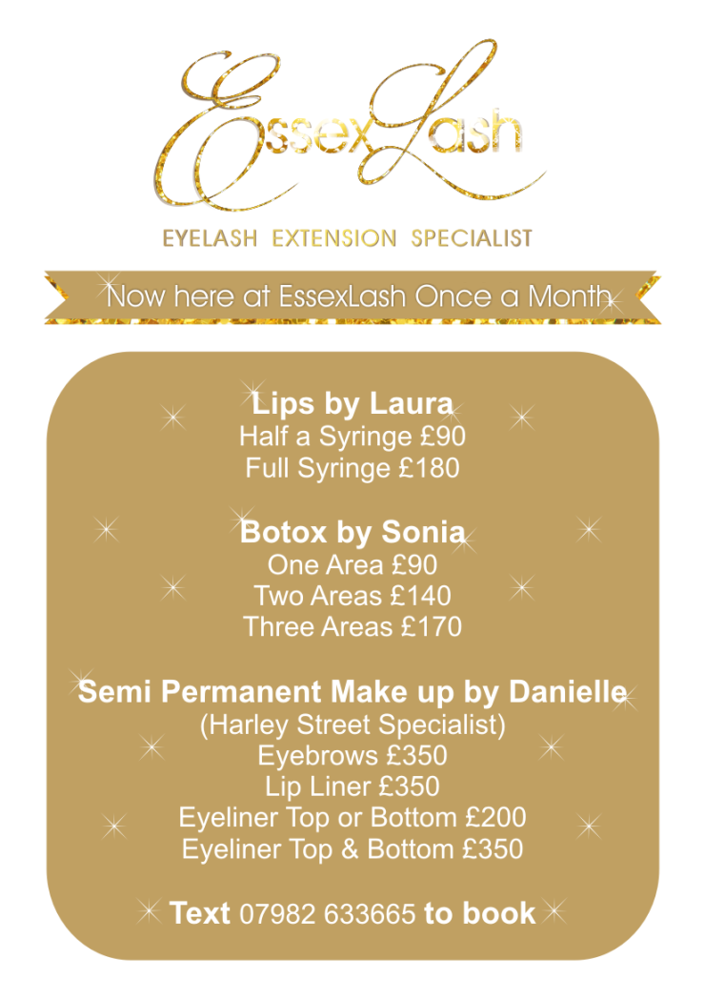 EssexLash
EYELASH EXTENSION SPECIALIST
Now here at EssexLash Once a Month
Lips by Laura
Half a Syringe £90
Full Syringe £180
Botox by Sonia
One Area £90
Two Areas £140
Three Areas £170
Semi Permanent Make up by Danielle
(Harley Street Specialist)
Eyebrows £350
Lip Liner £350
Eyeliner Top or Bottom £200
Eyeliner Top & Bottom £350
Text 07982 633665 to book